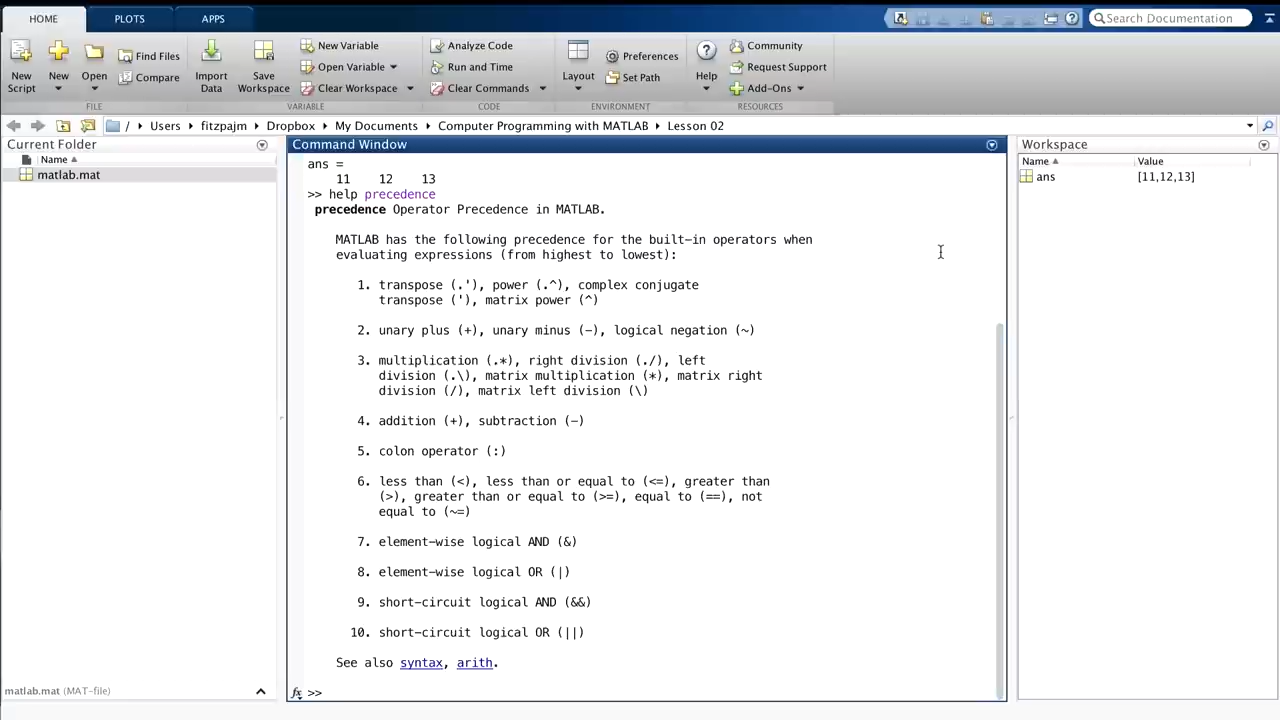 HOME PLOTS APPS
Search Documentation
New Script
New
Open
Find Files
Compare
Import Data
Save Workspace
New Variable
Open Variable
Clear Workspace
Analyze Code
Run and Time
Clear Commands
Layout
Preferences
Set Path
Help
Community
Request Support
Add-Ons
FILE VARIABLE CODE ENVIRONMENT RESOURCES
/ Users fitzpajm Dropbox My Documents Computer Programming with MATLAB Lesson 02
Current Folder
Name
matlab.mat
matlab.mat (MAT-file)
Command Window
ans =
11 12 13
>> help precedence
precedence Operator Precedence in MATLAB.
MATLAB has the following precedence for the built-in operators when
evaluating expressions (from highest to lowest):
1. transpose (.'), power (.^), complex conjugate
transpose ('), matrix power (^)
2. unary plus (+), unary minus (-), logical negation (~)
3. multiplication (.*), right division (./), left
division (.\), matrix multiplication (*), matrix right
division (/), matrix left division (\)
4. addition (+), subtraction (-)
5. colon operator (:)
6. less than (<), less than or equal to (<=), greater than
(>), greater than or equal to (>=), equal to (==), not
equal to (~=)
7. element-wise logical AND (&)
8. element-wise logical OR (|)
9. short-circuit logical AND (&&)
10. short-circuit logical OR (||)
See also syntax, arith.
fx >>
Workspace
Name Value
ans [11,12,13]